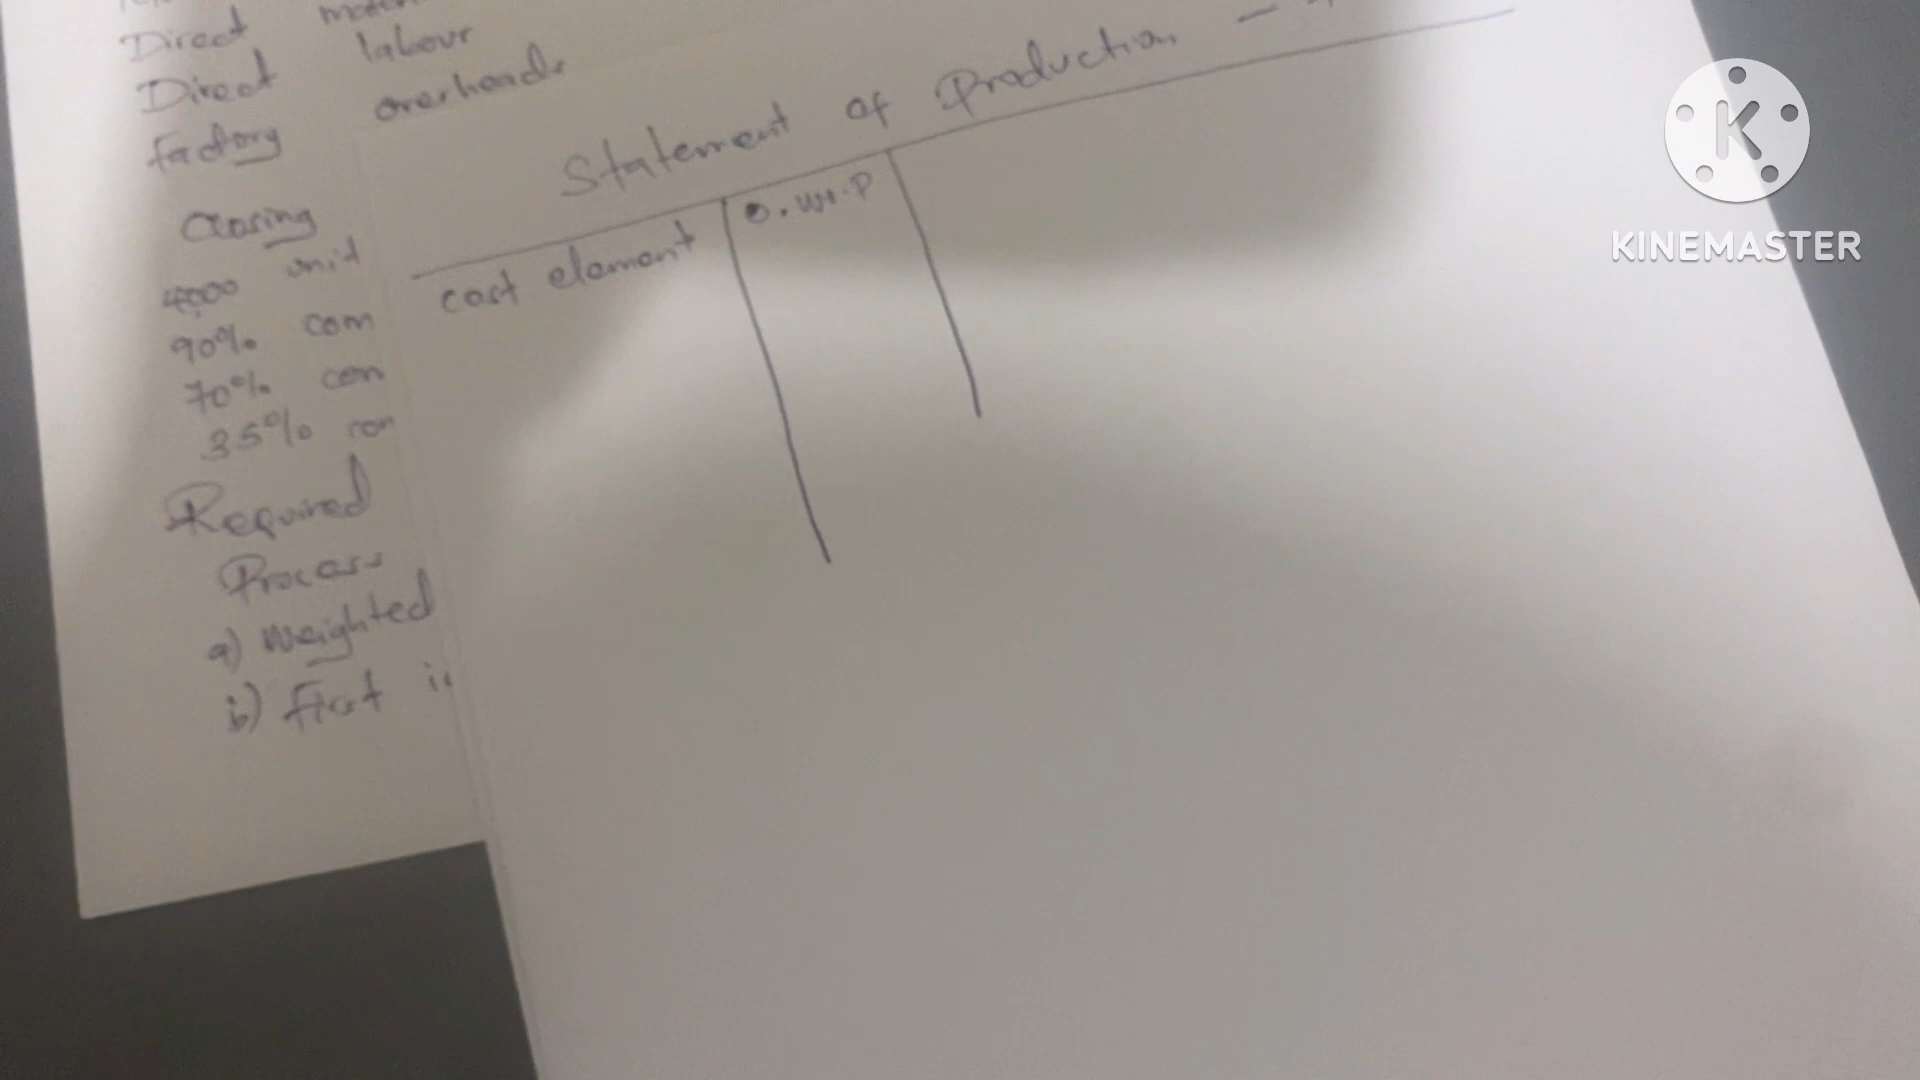 Direct
Direct labour
factory overheads
Closing
4000 unit
90% com
70% com
35% com
Required
Process
a) Weighted
b) First in
Statement of Production –
cost element
O.W.I.P
K
KINEMASTER